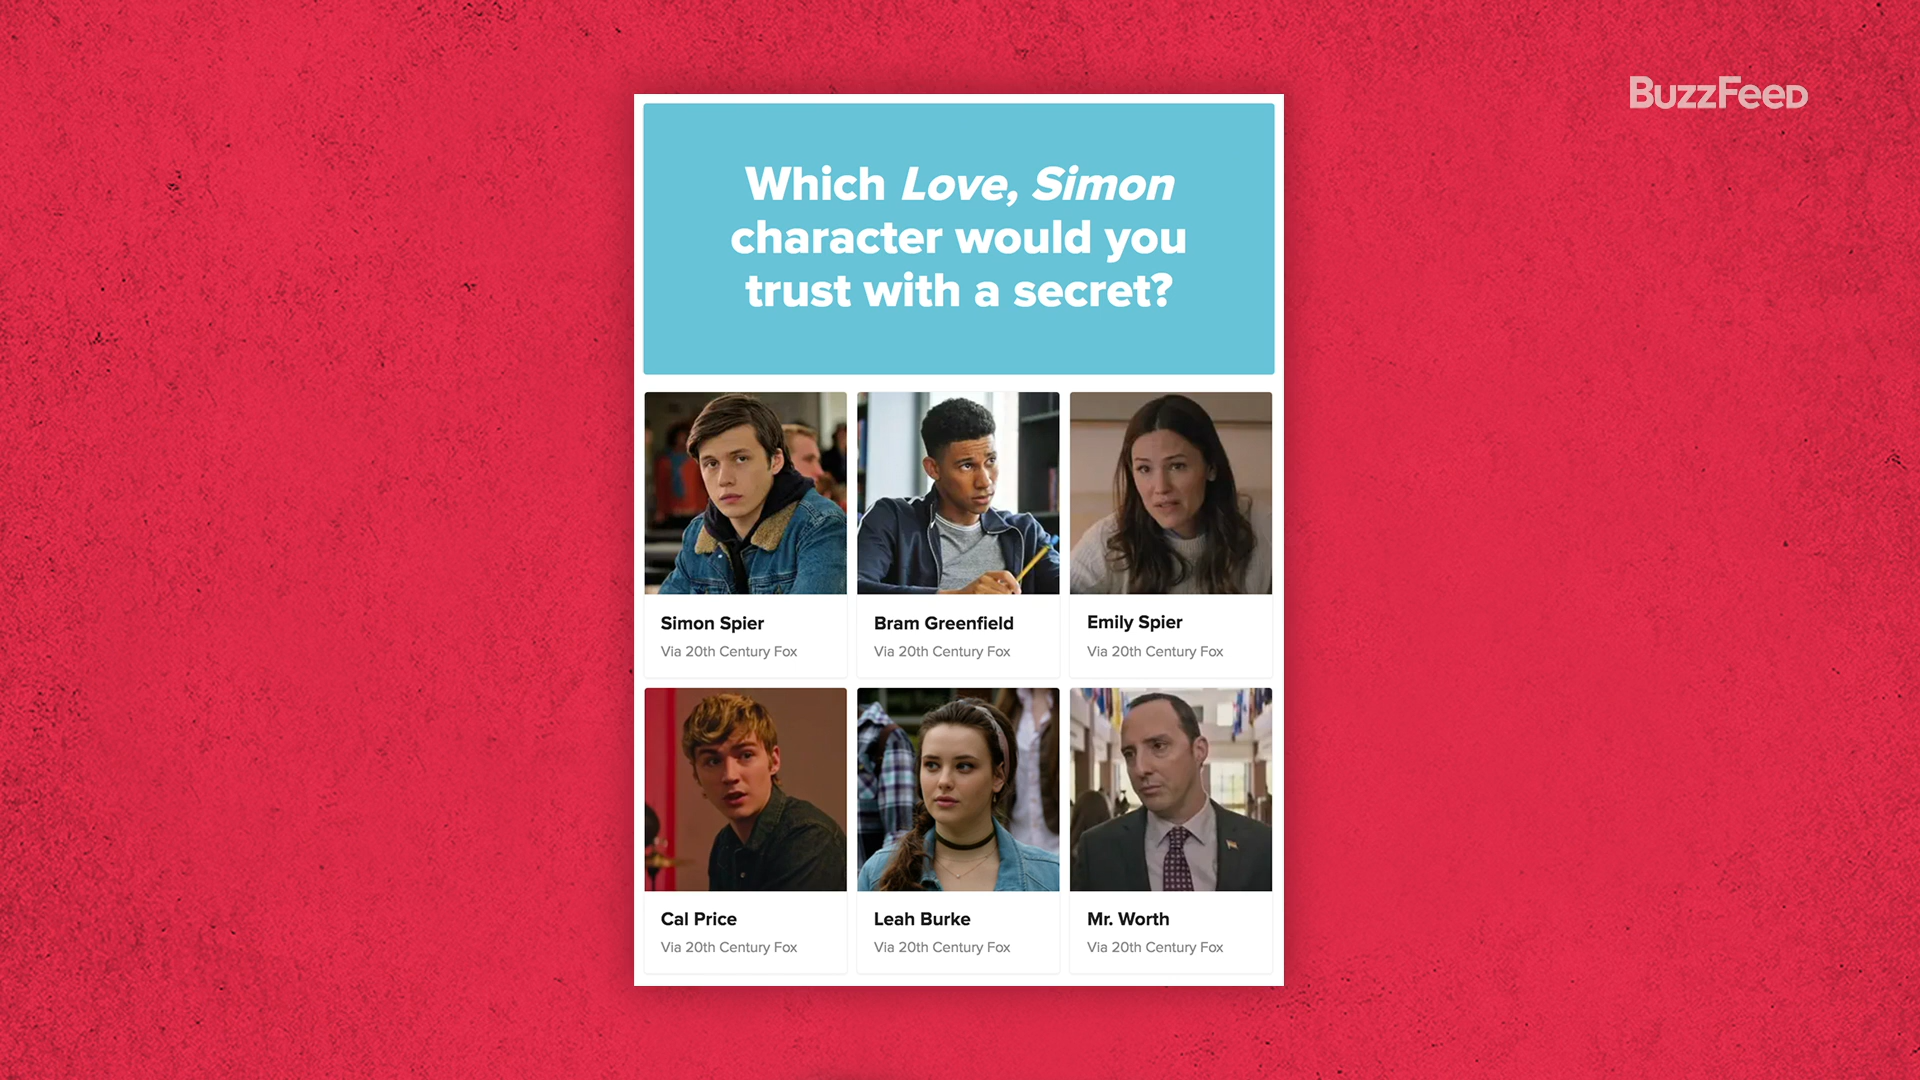 BuzzFeed
Which Love, Simon
character would you
trust with a secret?
Simon Spier
Via 20th Century Fox
Bram Greenfield
Via 20th Century Fox
Emily Spier
Via 20th Century Fox
Cal Price
Via 20th Century Fox
Leah Burke
Via 20th Century Fox
Mr. Worth
Via 20th Century Fox